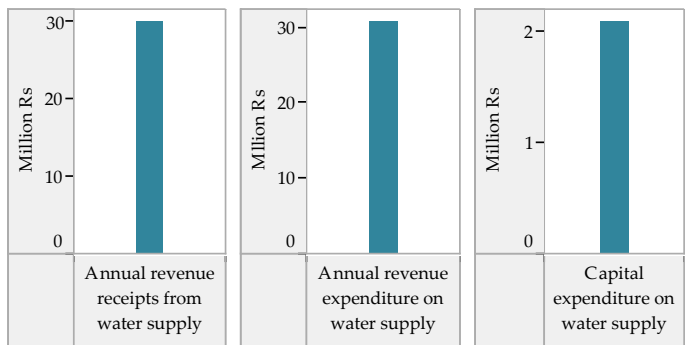 Million Rs
30
20
10
0
Annual revenue
receipts from
water supply
Mllion Rs
30
20
10
0
Annual revenue
expenditure on
water supply
Million Rs
2
1
0
Capital
expenditure on
water supply